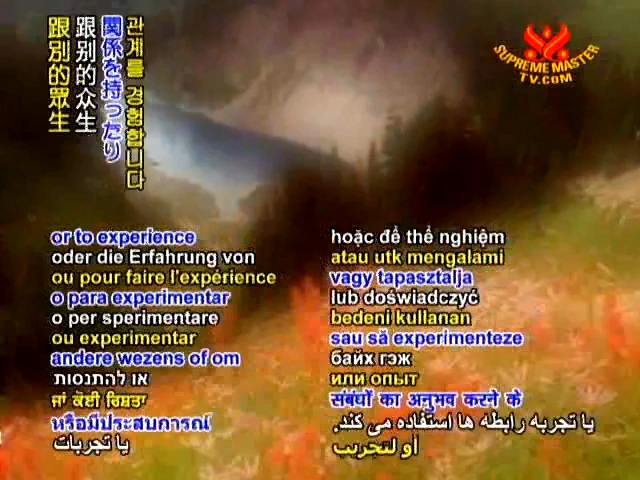 관계를 경험합니다
関係を持ったり
跟别的众生
跟別的眾生
SUPREME MASTER
TV.COM
or to experience
oder die Erfahrung von
ou pour faire l'expérience
o para experimentar
o per sperimentare
ou experimentar
andere wezens of om
או להתנסות
ਜਾਂ ਕੋਈ ਰਿਸ਼ਤਾ
หรือมีประสบการณ์
یا تجربات
hoặc để thể nghiệm
atau utk mengalami
vagy tapasztalja
lub doświadczyć
bedeni kullanan
sau să experimenteze
байх гэж
или опыт
संबंघों का अनुभव करने के
یا تجربه رابطه ها استفاده می کند.
أو لتجريب